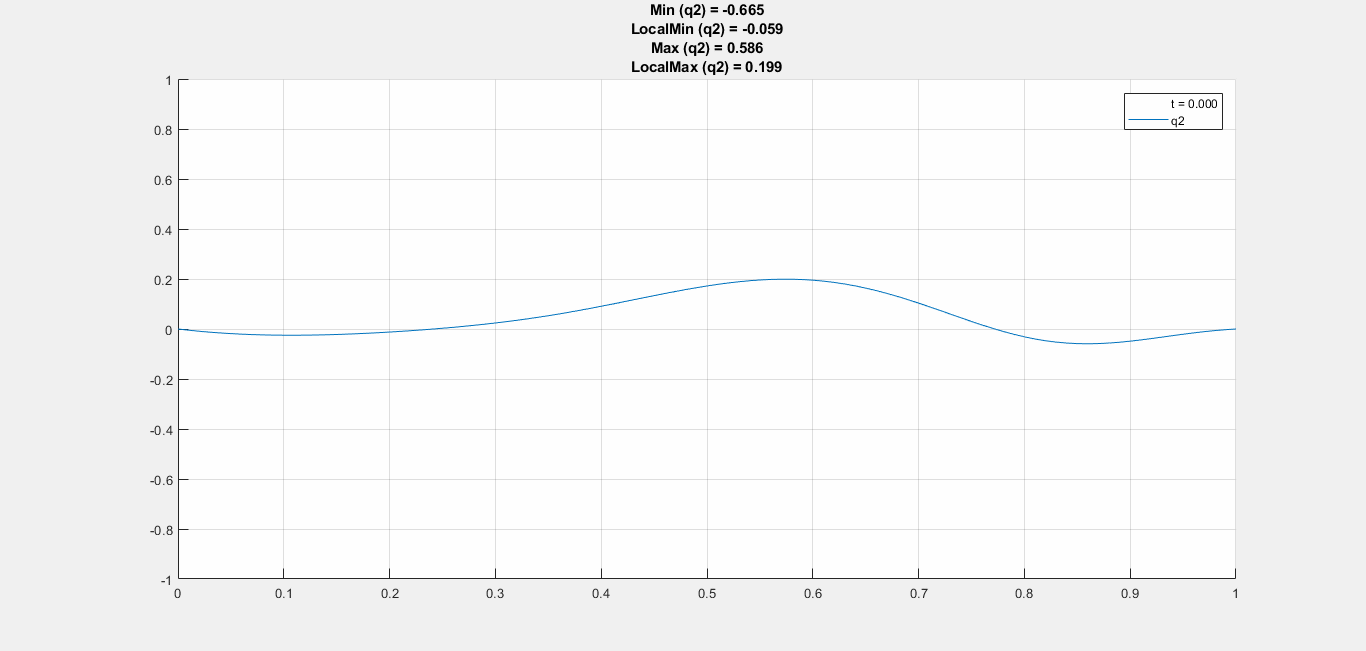 Min (q2) = -0.665
LocalMin (q2) = -0.059
Max (q2) = 0.586
LocalMax (q2) = 0.199
t = 0.000
q2
1
0.8
0.6
0.4
0.2
0
-0.2
-0.4
-0.6
-0.8
-1
0 0.1 0.2 0.3 0.4 0.5 0.6 0.7 0.8 0.9 1